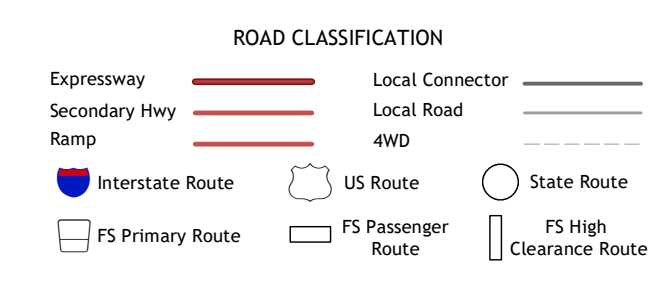 ROAD CLASSIFICATION
Expressway
Local Connector
Secondary Hwy
Local Road
Ramp
4WD
Interstate Route
US Route
State Route
FS Primary Route
FS Passenger
Route
FS High
Clearance Route